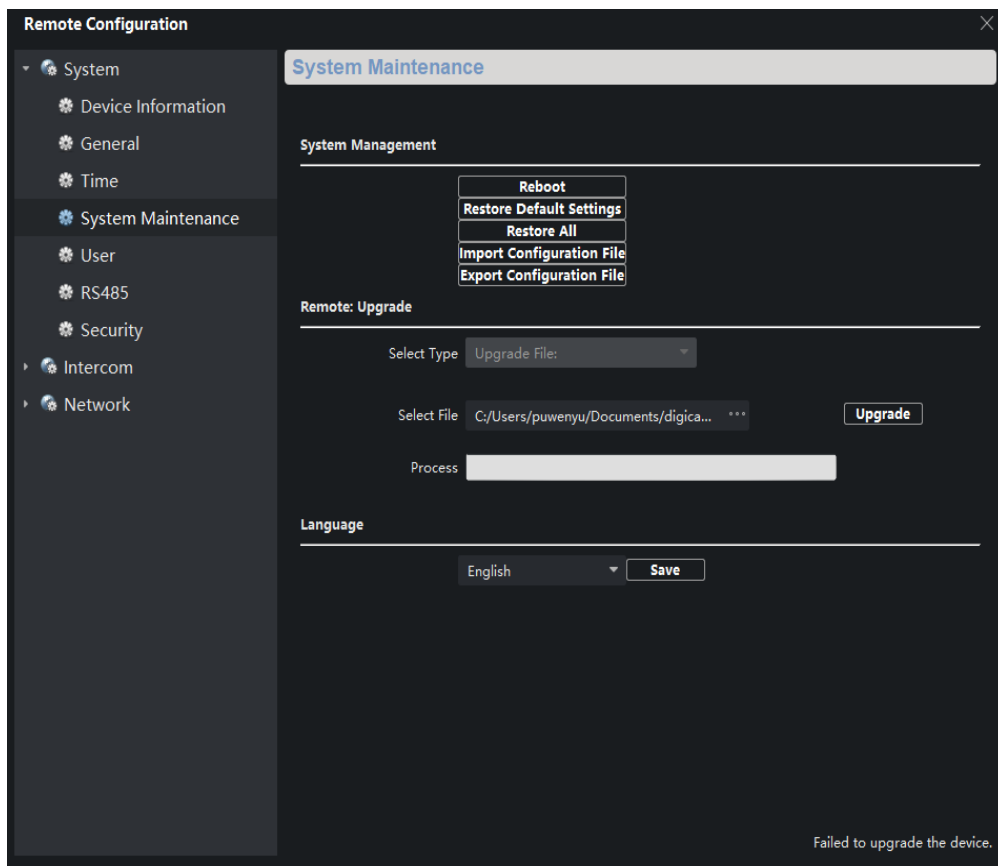 Remote Configuration
System
Device Information
General
Time
System Maintenance
User
RS485
Security
Intercom
Network
System Maintenance
System Management
Reboot
Restore Default Settings
Restore All
Import Configuration File
Export Configuration File
Remote: Upgrade
Select Type Upgrade File:
Select File C:/Users/puwenyu/Documents/digica... ... Upgrade
Process
Language
English Save
Failed to upgrade the device.